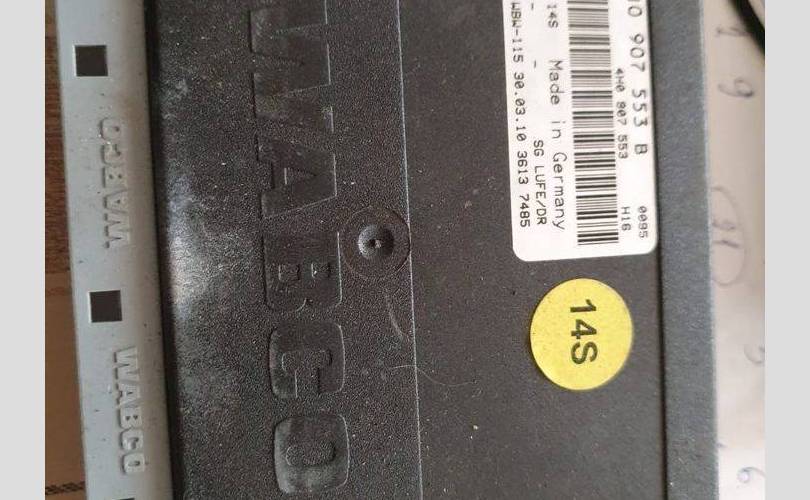 0 907 553 B 0095
4H0 907 553 H16
14S Made in Germany
- - SG LUFE/DR
WBW-115 30.03.10 3613 7485
14S
WABCO
WABCO
WABCO